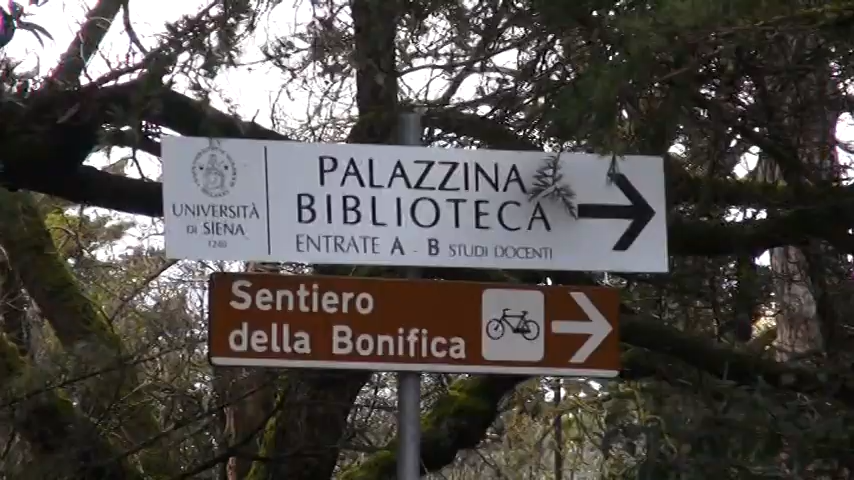 UNIVERSITÀ
DI SIENA
1240
PALAZZINA
BIBLIOTECA
ENTRATE A - B STUDI DOCENTI
Sentiero
della Bonifica